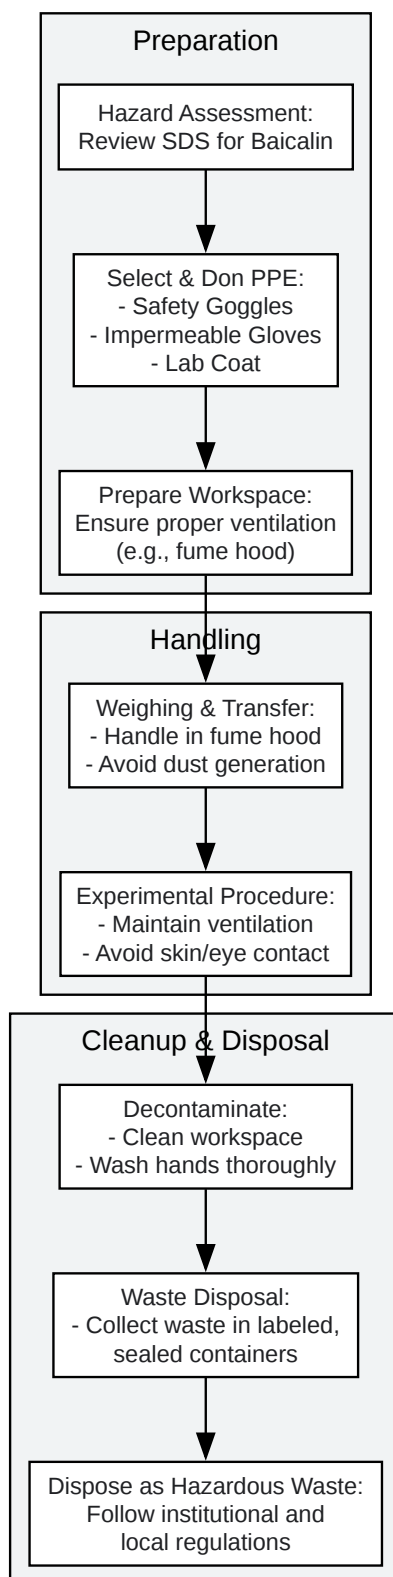 Preparation
Hazard Assessment:
Review SDS for Baicalin
Select & Don PPE:
- Safety Goggles
- Impermeable Gloves
- Lab Coat
Prepare Workspace:
Ensure proper ventilation
(e.g., fume hood)
Handling
Weighing & Transfer:
- Handle in fume hood
- Avoid dust generation
Experimental Procedure:
- Maintain ventilation
- Avoid skin/eye contact
Cleanup & Disposal
Decontaminate:
- Clean workspace
- Wash hands thoroughly
Waste Disposal:
- Collect waste in labeled,
sealed containers
Dispose as Hazardous Waste:
Follow institutional and
local regulations